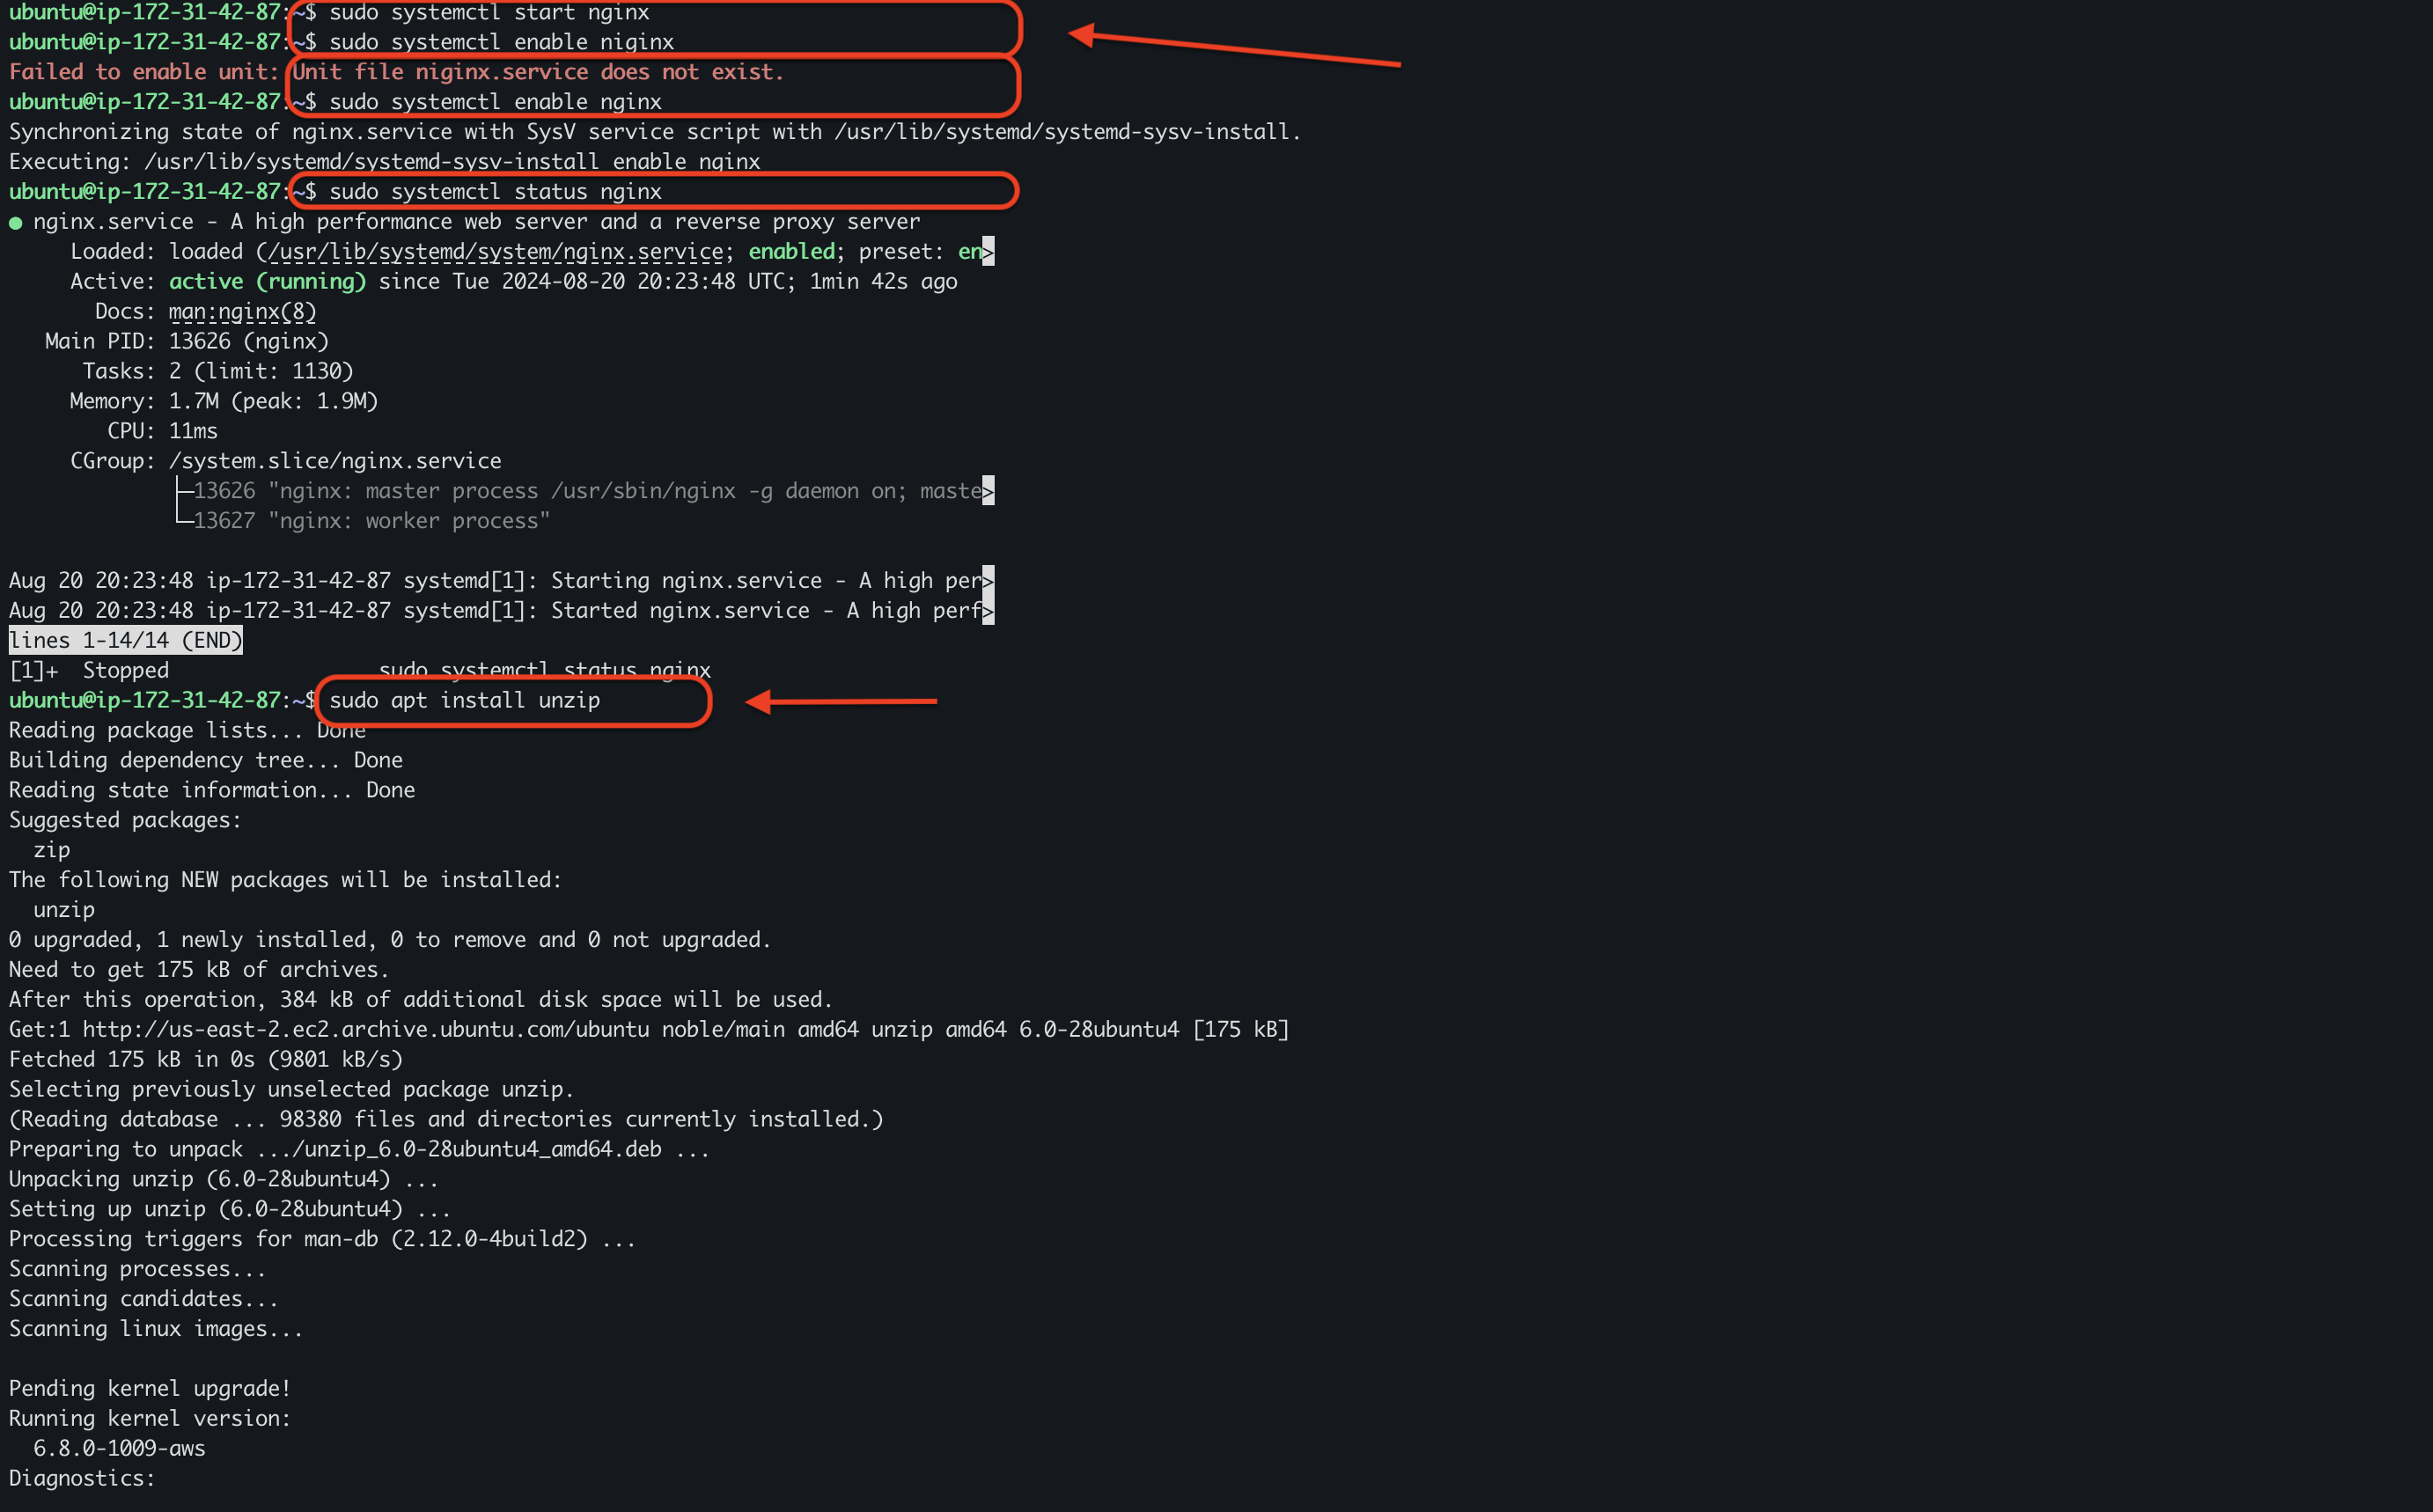 ubuntu@ip-172-31-42-87:~$ sudo systemctl start nginx
ubuntu@ip-172-31-42-87:~$ sudo systemctl enable niginx
Failed to enable unit: Unit file niginx.service does not exist.
ubuntu@ip-172-31-42-87:~$ sudo systemctl enable nginx
Synchronizing state of nginx.service with SysV service script with /usr/lib/systemd/systemd-sysv-install.
Executing: /usr/lib/systemd/systemd-sysv-install enable nginx
ubuntu@ip-172-31-42-87:~$ sudo systemctl status nginx
● nginx.service - A high performance web server and a reverse proxy server
     Loaded: loaded (/usr/lib/systemd/system/nginx.service; enabled; preset: en>
     Active: active (running) since Tue 2024-08-20 20:23:48 UTC; 1min 42s ago
       Docs: man:nginx(8)
   Main PID: 13626 (nginx)
      Tasks: 2 (limit: 1130)
     Memory: 1.7M (peak: 1.9M)
        CPU: 11ms
     CGroup: /system.slice/nginx.service
             ├─13626 "nginx: master process /usr/sbin/nginx -g daemon on; maste>
             └─13627 "nginx: worker process"
Aug 20 20:23:48 ip-172-31-42-87 systemd[1]: Starting nginx.service - A high per>
Aug 20 20:23:48 ip-172-31-42-87 systemd[1]: Started nginx.service - A high perf>
lines 1-14/14 (END)
[1]+  Stopped                 sudo systemctl status nginx
ubuntu@ip-172-31-42-87:~$ sudo apt install unzip
Reading package lists... Done
Building dependency tree... Done
Reading state information... Done
Suggested packages:
  zip
The following NEW packages will be installed:
  unzip
0 upgraded, 1 newly installed, 0 to remove and 0 not upgraded.
Need to get 175 kB of archives.
After this operation, 384 kB of additional disk space will be used.
Get:1 http://us-east-2.ec2.archive.ubuntu.com/ubuntu noble/main amd64 unzip amd64 6.0-28ubuntu4 [175 kB]
Fetched 175 kB in 0s (9801 kB/s)
Selecting previously unselected package unzip.
(Reading database ... 98380 files and directories currently installed.)
Preparing to unpack .../unzip_6.0-28ubuntu4_amd64.deb ...
Unpacking unzip (6.0-28ubuntu4) ...
Setting up unzip (6.0-28ubuntu4) ...
Processing triggers for man-db (2.12.0-4build2) ...
Scanning processes...
Scanning candidates...
Scanning linux images...
Pending kernel upgrade!
Running kernel version:
  6.8.0-1009-aws
Diagnostics: